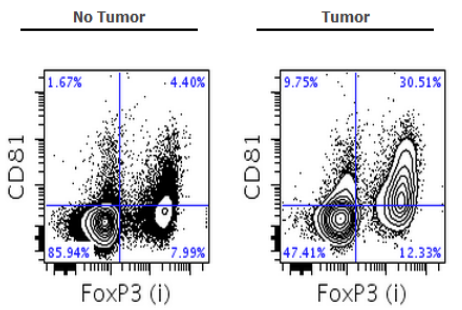 No Tumor
Tumor
1.67% 4.40%
9.75% 30.51%
CD81
CD81
85.94% 7.99%
47.41% 12.33%
FoxP3 (i)
FoxP3 (i)